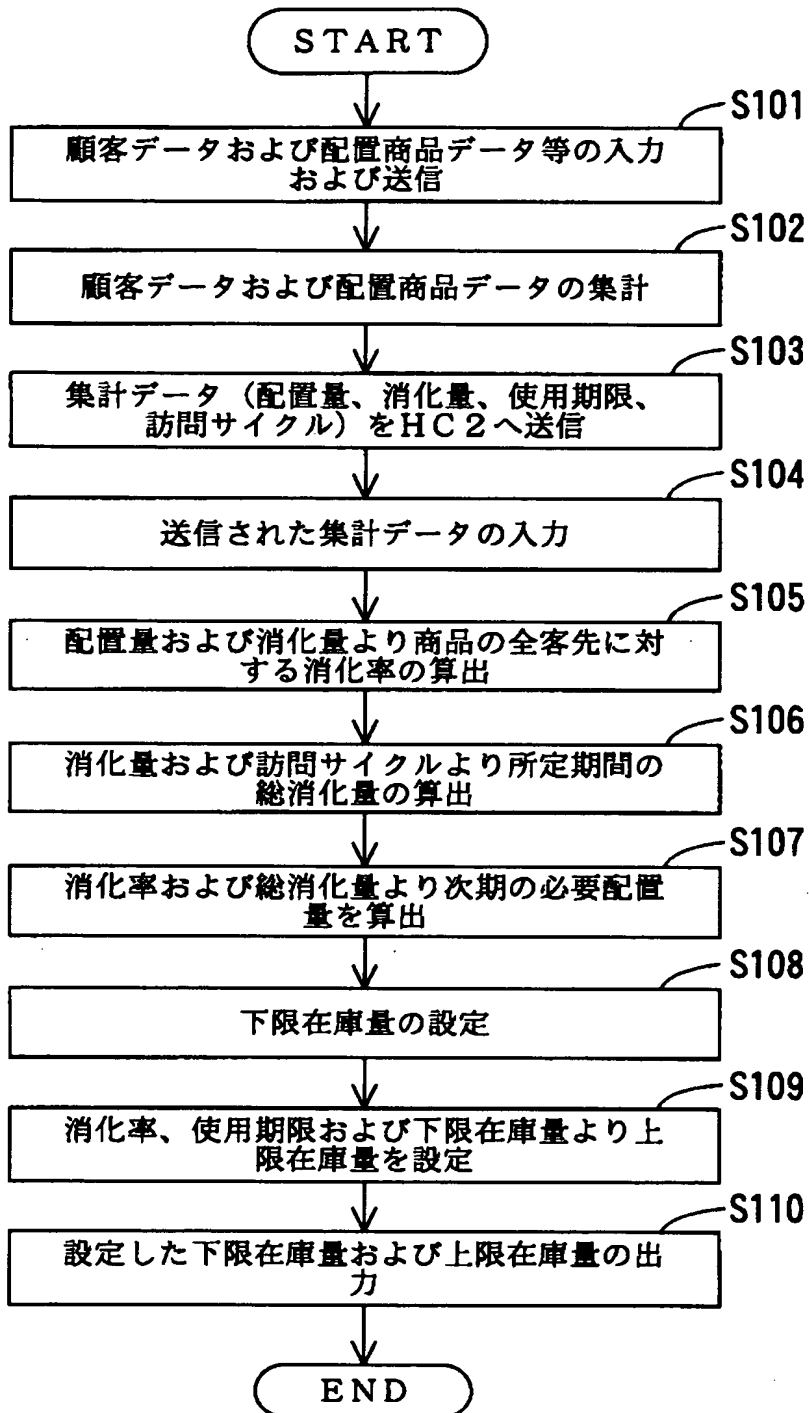 START
S101
顧客データおよび配置商品データ等の入力
および送信
S102
顧客データおよび配置商品データの集計
S103
集計データ（配置量、消化量、使用期限、
訪問サイクル）をHC2へ送信
S104
送信された集計データの入力
S105
配置量および消化量より商品の全客先に対
する消化率の算出
S106
消化量および訪問サイクルより所定期間の
総消化量の算出
S107
消化率および総消化量より次期の必要配置
量を算出
S108
下限在庫量の設定
S109
消化率、使用期限および下限在庫量より上
限在庫量を設定
S110
設定した下限在庫量および上限在庫量の出
力
END